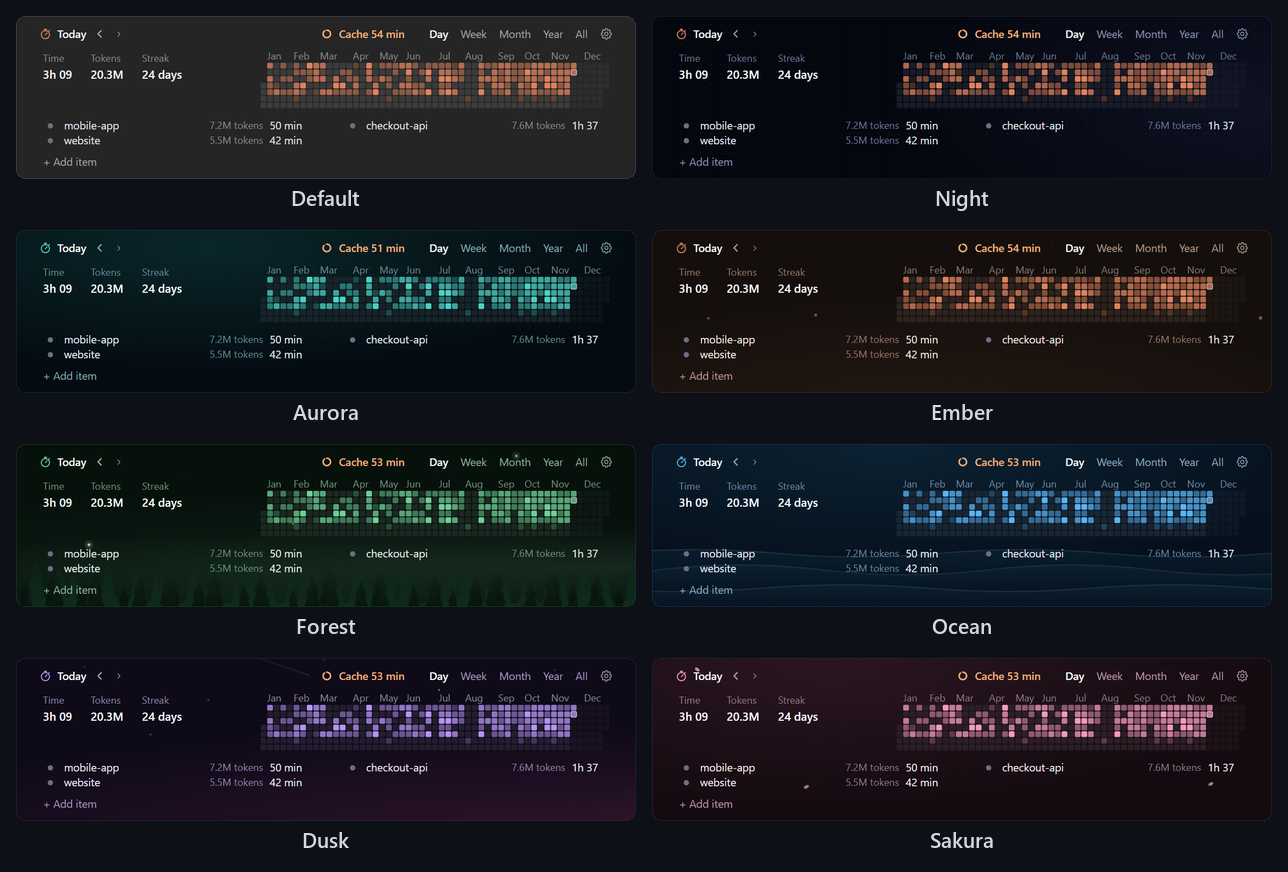 Today < > Cache 54 min Day Week Month Year All
Time Tokens Streak Jan Feb Mar Apr May Jun Jul Aug Sep Oct Nov Dec
3h 09 20.3M 24 days
mobile-app 7.2M tokens 50 min checkout-api 7.6M tokens 1h 37
website 5.5M tokens 42 min
+ Add item
Default
Today < > Cache 54 min Day Week Month Year All
Time Tokens Streak Jan Feb Mar Apr May Jun Jul Aug Sep Oct Nov Dec
3h 09 20.3M 24 days
mobile-app 7.2M tokens 50 min checkout-api 7.6M tokens 1h 37
website 5.5M tokens 42 min
+ Add item
Night
Today < > Cache 51 min Day Week Month Year All
Time Tokens Streak Jan Feb Mar Apr May Jun Jul Aug Sep Oct Nov Dec
3h 09 20.3M 24 days
mobile-app 7.2M tokens 50 min checkout-api 7.6M tokens 1h 37
website 5.5M tokens 42 min
+ Add item
Aurora
Today < > Cache 54 min Day Week Month Year All
Time Tokens Streak Jan Feb Mar Apr May Jun Jul Aug Sep Oct Nov Dec
3h 09 20.3M 24 days
mobile-app 7.2M tokens 50 min checkout-api 7.6M tokens 1h 37
website 5.5M tokens 42 min
+ Add item
Ember
Today < > Cache 53 min Day Week Month Year All
Time Tokens Streak Jan Feb Mar Apr May Jun Jul Aug Sep Oct Nov Dec
3h 09 20.3M 24 days
mobile-app 7.2M tokens 50 min checkout-api 7.6M tokens 1h 37
website 5.5M tokens 42 min
+ Add item
Forest
Today < > Cache 53 min Day Week Month Year All
Time Tokens Streak Jan Feb Mar Apr May Jun Jul Aug Sep Oct Nov Dec
3h 09 20.3M 24 days
mobile-app 7.2M tokens 50 min checkout-api 7.6M tokens 1h 37
website 5.5M tokens 42 min
+ Add item
Ocean
Today < > Cache 53 min Day Week Month Year All
Time Tokens Streak Jan Feb Mar Apr May Jun Jul Aug Sep Oct Nov Dec
3h 09 20.3M 24 days
mobile-app 7.2M tokens 50 min checkout-api 7.6M tokens 1h 37
website 5.5M tokens 42 min
+ Add item
Dusk
Today < > Cache 53 min Day Week Month Year All
Time Tokens Streak Jan Feb Mar Apr May Jun Jul Aug Sep Oct Nov Dec
3h 09 20.3M 24 days
mobile-app 7.2M tokens 50 min checkout-api 7.6M tokens 1h 37
website 5.5M tokens 42 min
+ Add item
Sakura